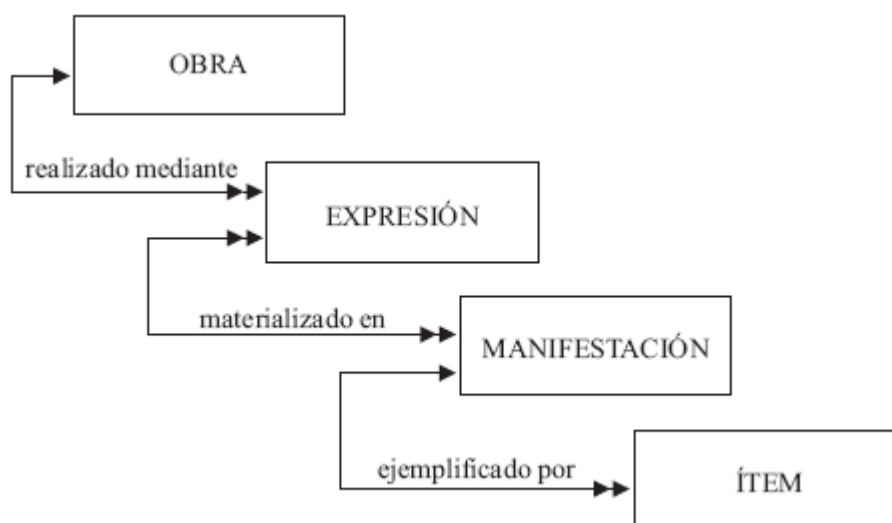 OBRA
realizado mediante
EXPRESIÓN
materializado en
MANIFESTACIÓN
ejemplificado por
ÍTEM